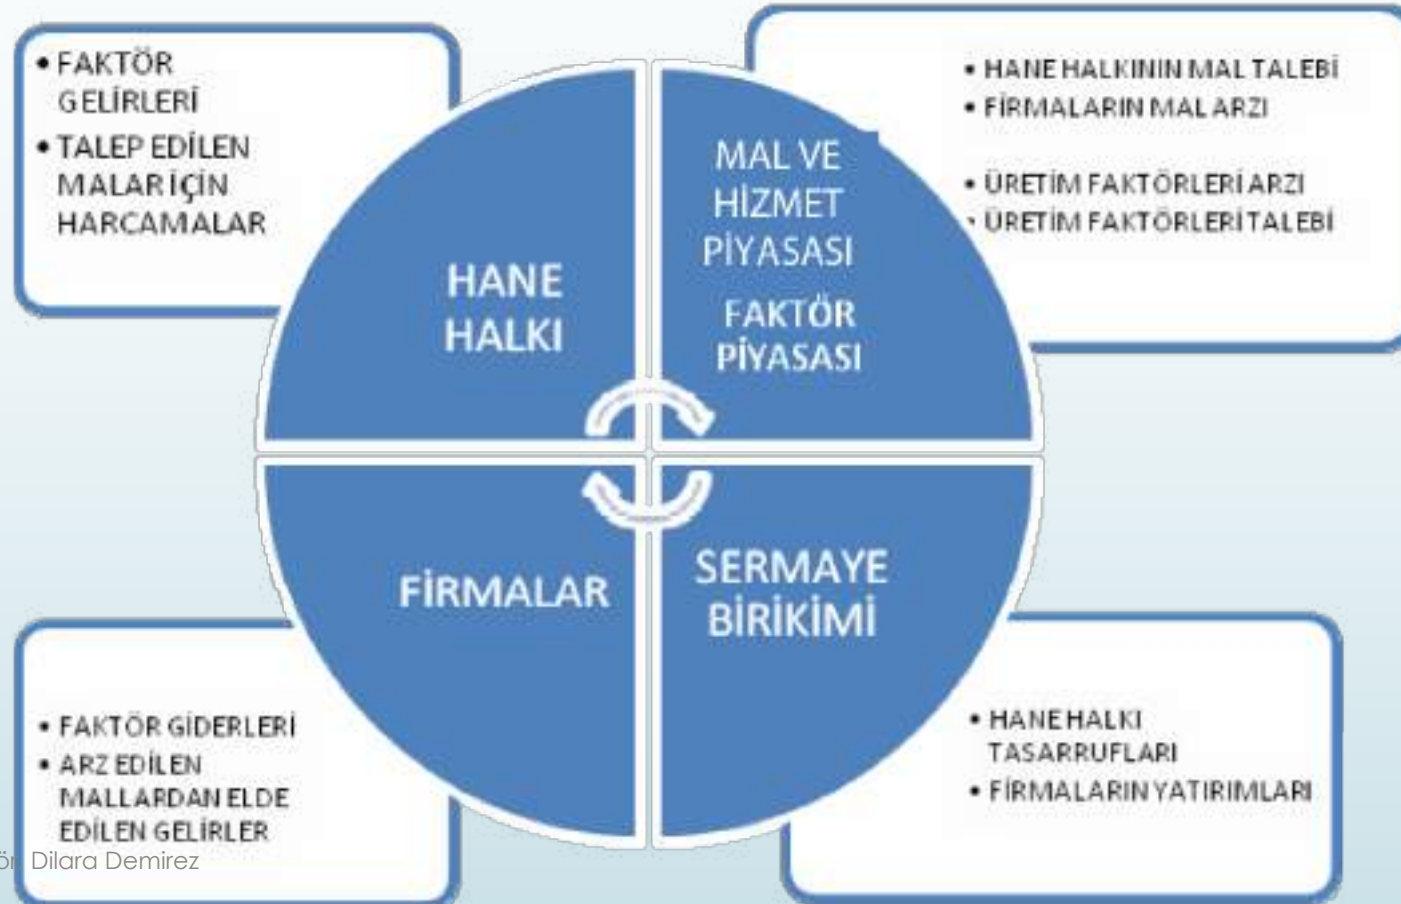 • FAKTÖR
GELİRLERİ
• TALEP EDİLEN
MALAR İÇİN
HARCAMALAR
HANE
HALKI
MAL VE
HİZMET
PİYASASI
FAKTÖR
PİYASASI
• HANE HALKININ MAL TALEBİ
• FİRMALARIN MAL ARZI
• ÜRETİM FAKTÖRLERİ ARZI
• ÜRETİM FAKTÖRLERİ TALEBİ
FİRMALAR
SERMAYE
BİRİKİMİ
• FAKTÖR GİDERLERİ
• ARZ EDİLEN
MALLARDAN ELDE
EDİLEN GELİRLER
Dilara Demirez
• HANE HALKI
TASARRUFLARI
• FİRMALARIN YATIRIMLARI